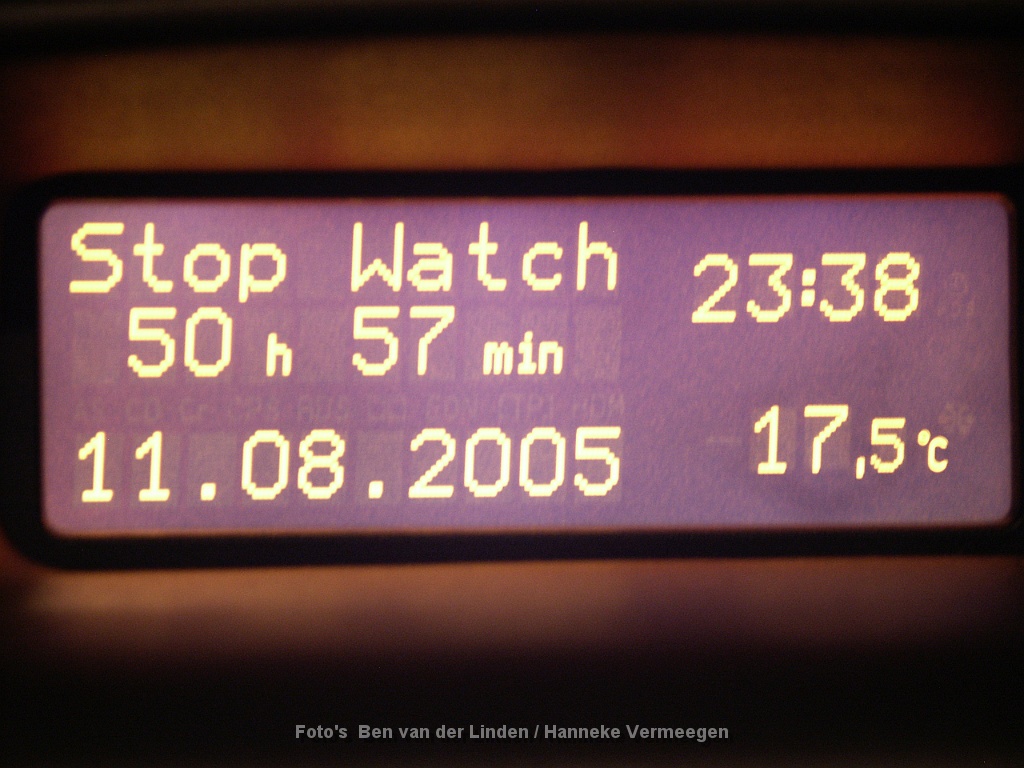 Stop Watch
23:38
50 h 57 min
11.08.2005
17,5°C
Foto's Ben van der Linden / Hanneke Vermeegen